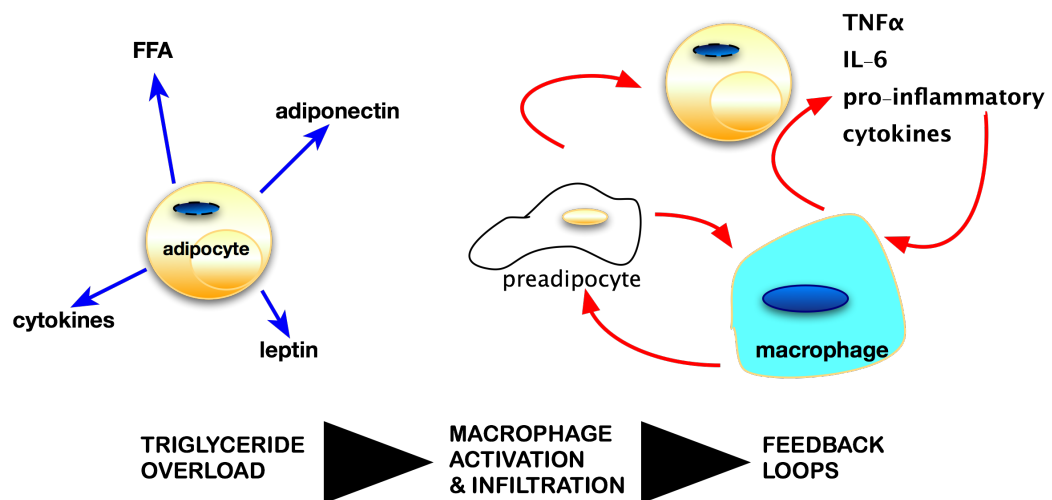 FFA
adiponectin
adipocyte
cytokines
leptin
TNFα
IL-6
pro-inflammatory
cytokines
preadipocyte
macrophage
TRIGLYCERIDE
OVERLOAD
MACROPHAGE
ACTIVATION
& INFILTRATION
FEEDBACK
LOOPS